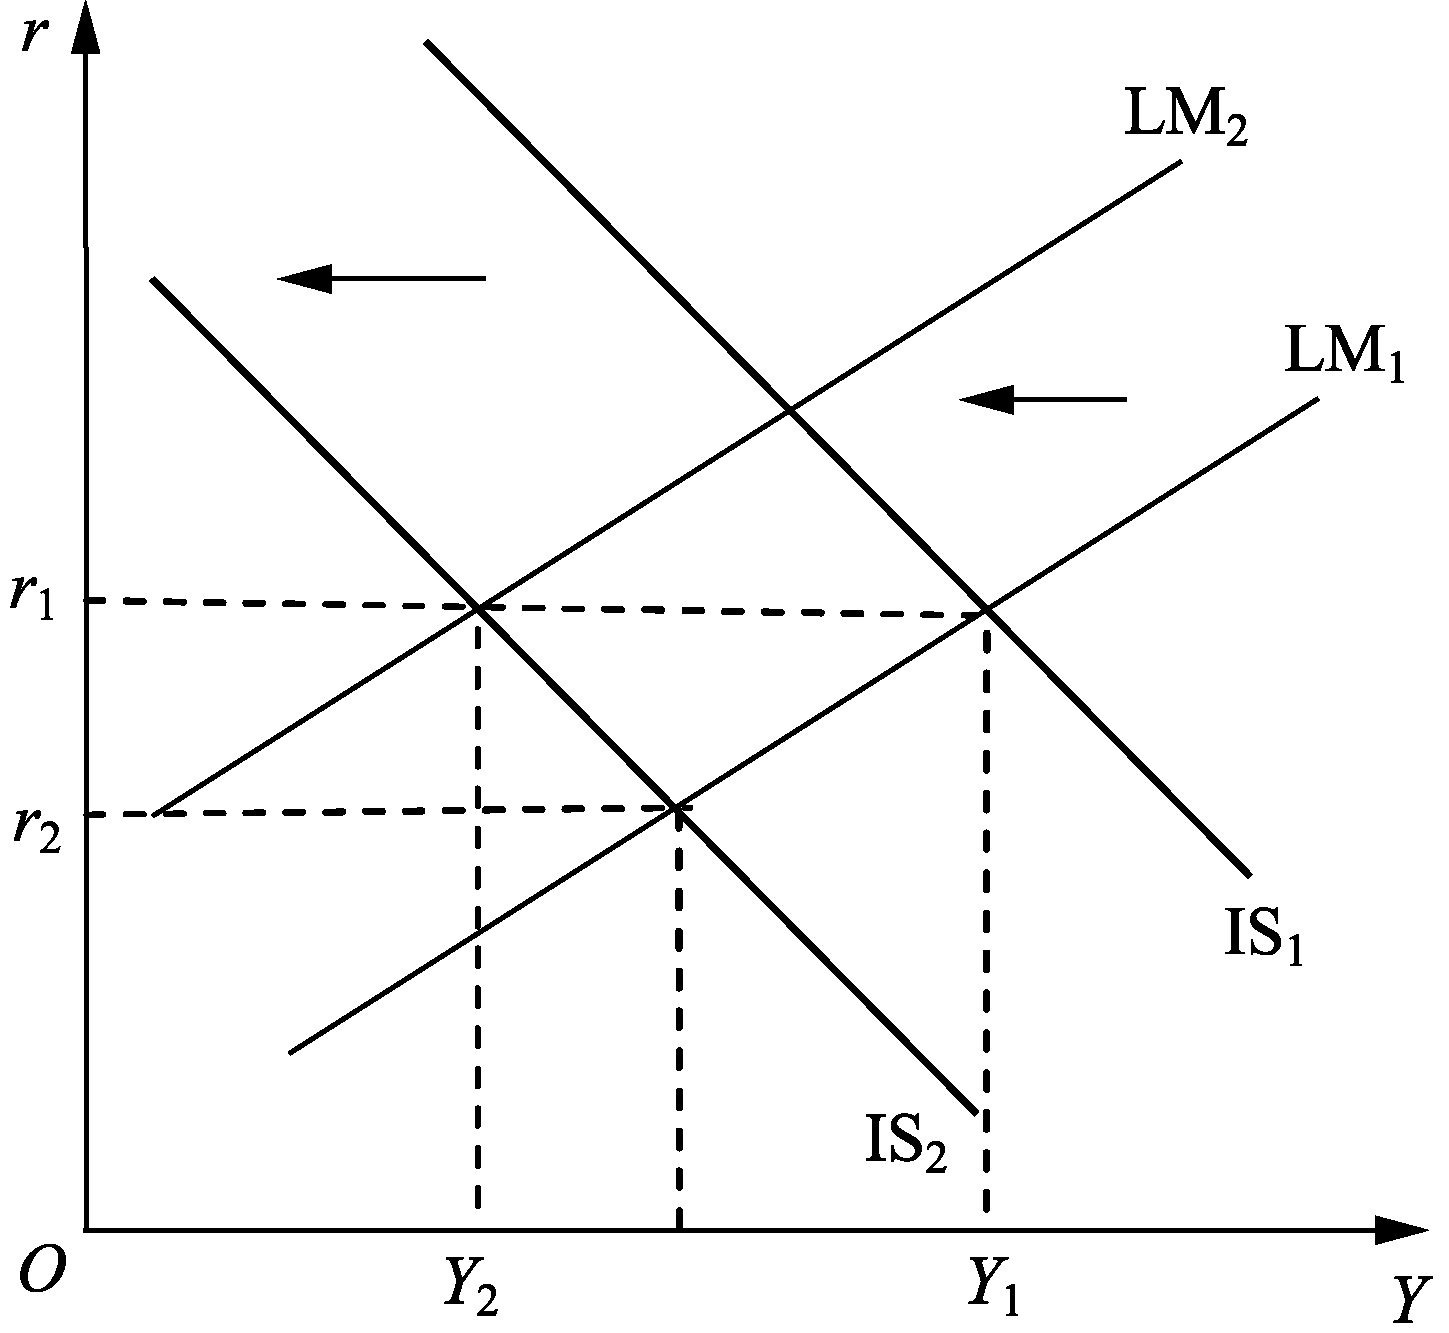 r
LM₂
LM₁
r₁
r₂
IS₁
IS₂
O
Y₂
Y₁
Y